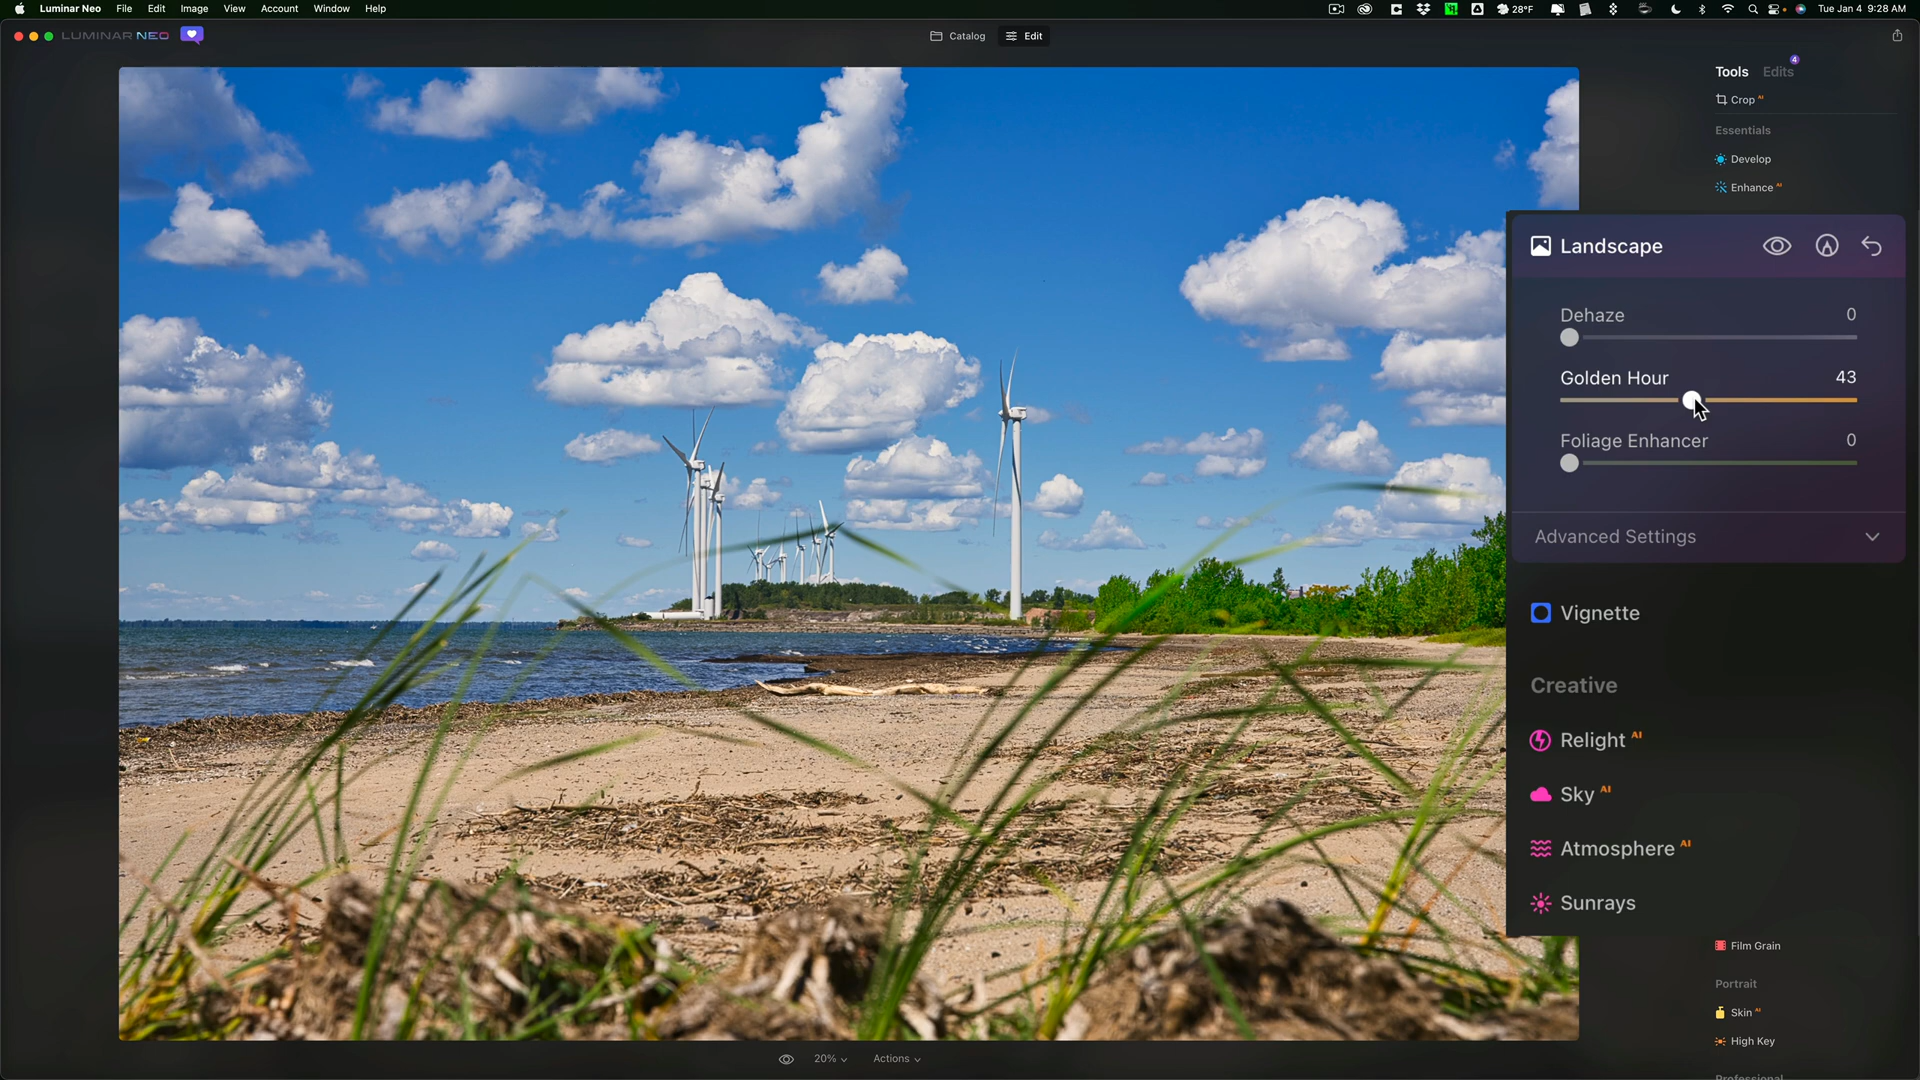 Luminar Neo File Edit Image View Account Window Help 28°F Tue Jan 4 9:28 AM
LUMINAR NEO Catalog Edit
Tools Edits 4
Crop AI
Essentials
Develop
Enhance AI
Landscape
Dehaze 0
Golden Hour 43
Foliage Enhancer 0
Advanced Settings
Vignette
Creative
Relight AI
Sky AI
Atmosphere AI
Sunrays
Film Grain
Portrait
Skin AI
High Key
Professional
20% Actions